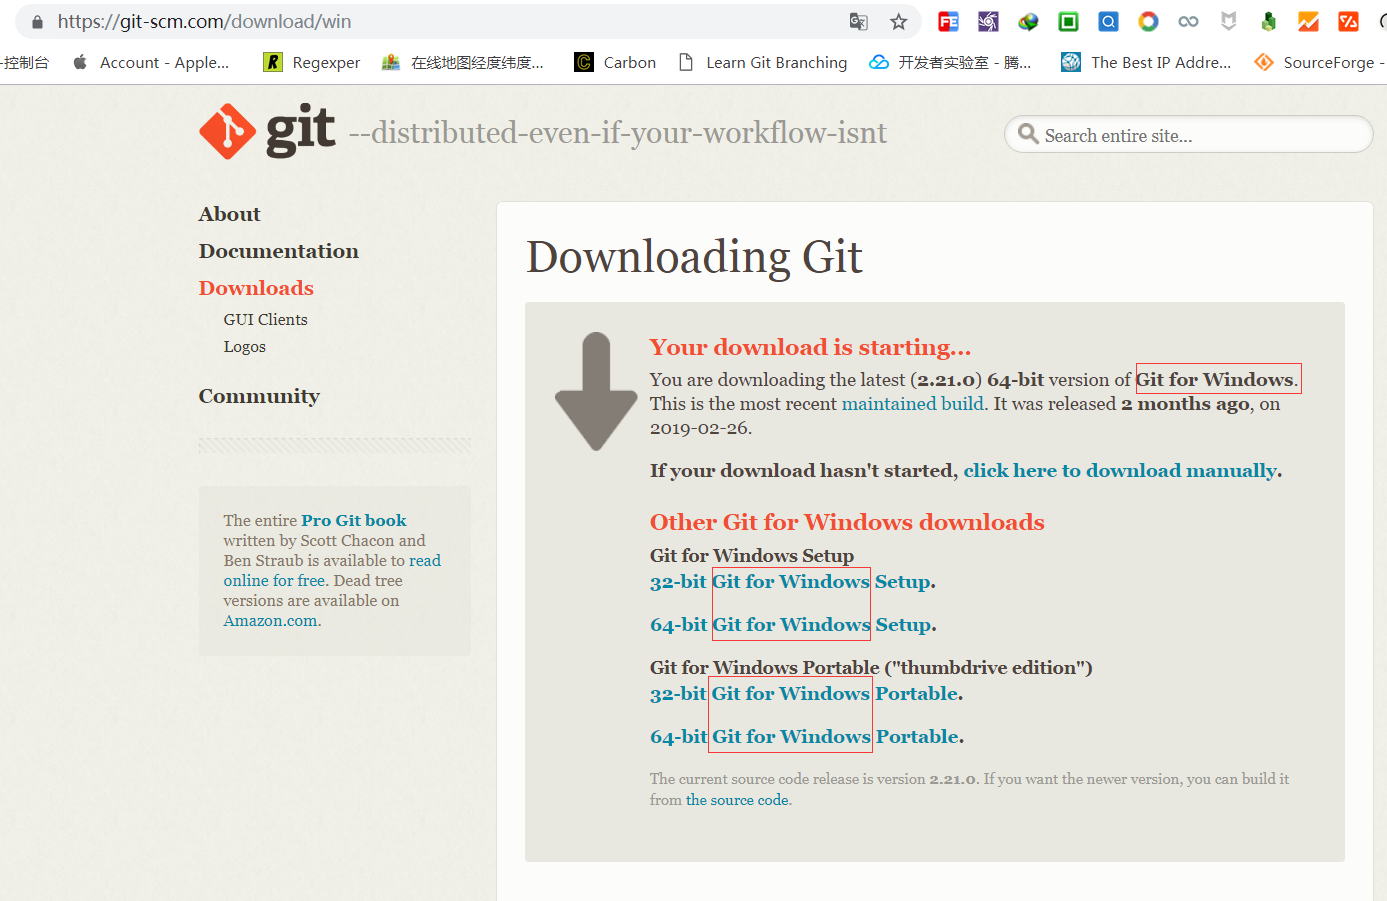 https://git-scm.com/download/win
-控制台 Account - Apple... Regexper 在线地图经度纬度... Carbon Learn Git Branching 开发者实验室 - 腾... The Best IP Addre... SourceForge -
git --distributed-even-if-your-workflow-isnt
Search entire site...
About
Documentation
Downloads
GUI Clients
Logos
Community
The entire Pro Git book
written by Scott Chacon and
Ben Straub is available to read
online for free. Dead tree
versions are available on
Amazon.com.
Downloading Git
Your download is starting...
You are downloading the latest (2.21.0) 64-bit version of Git for Windows.
This is the most recent maintained build. It was released 2 months ago, on
2019-02-26.
If your download hasn't started, click here to download manually.
Other Git for Windows downloads
Git for Windows Setup
32-bit Git for Windows Setup.
64-bit Git for Windows Setup.
Git for Windows Portable ("thumbdrive edition")
32-bit Git for Windows Portable.
64-bit Git for Windows Portable.
The current source code release is version 2.21.0. If you want the newer version, you can build it
from the source code.